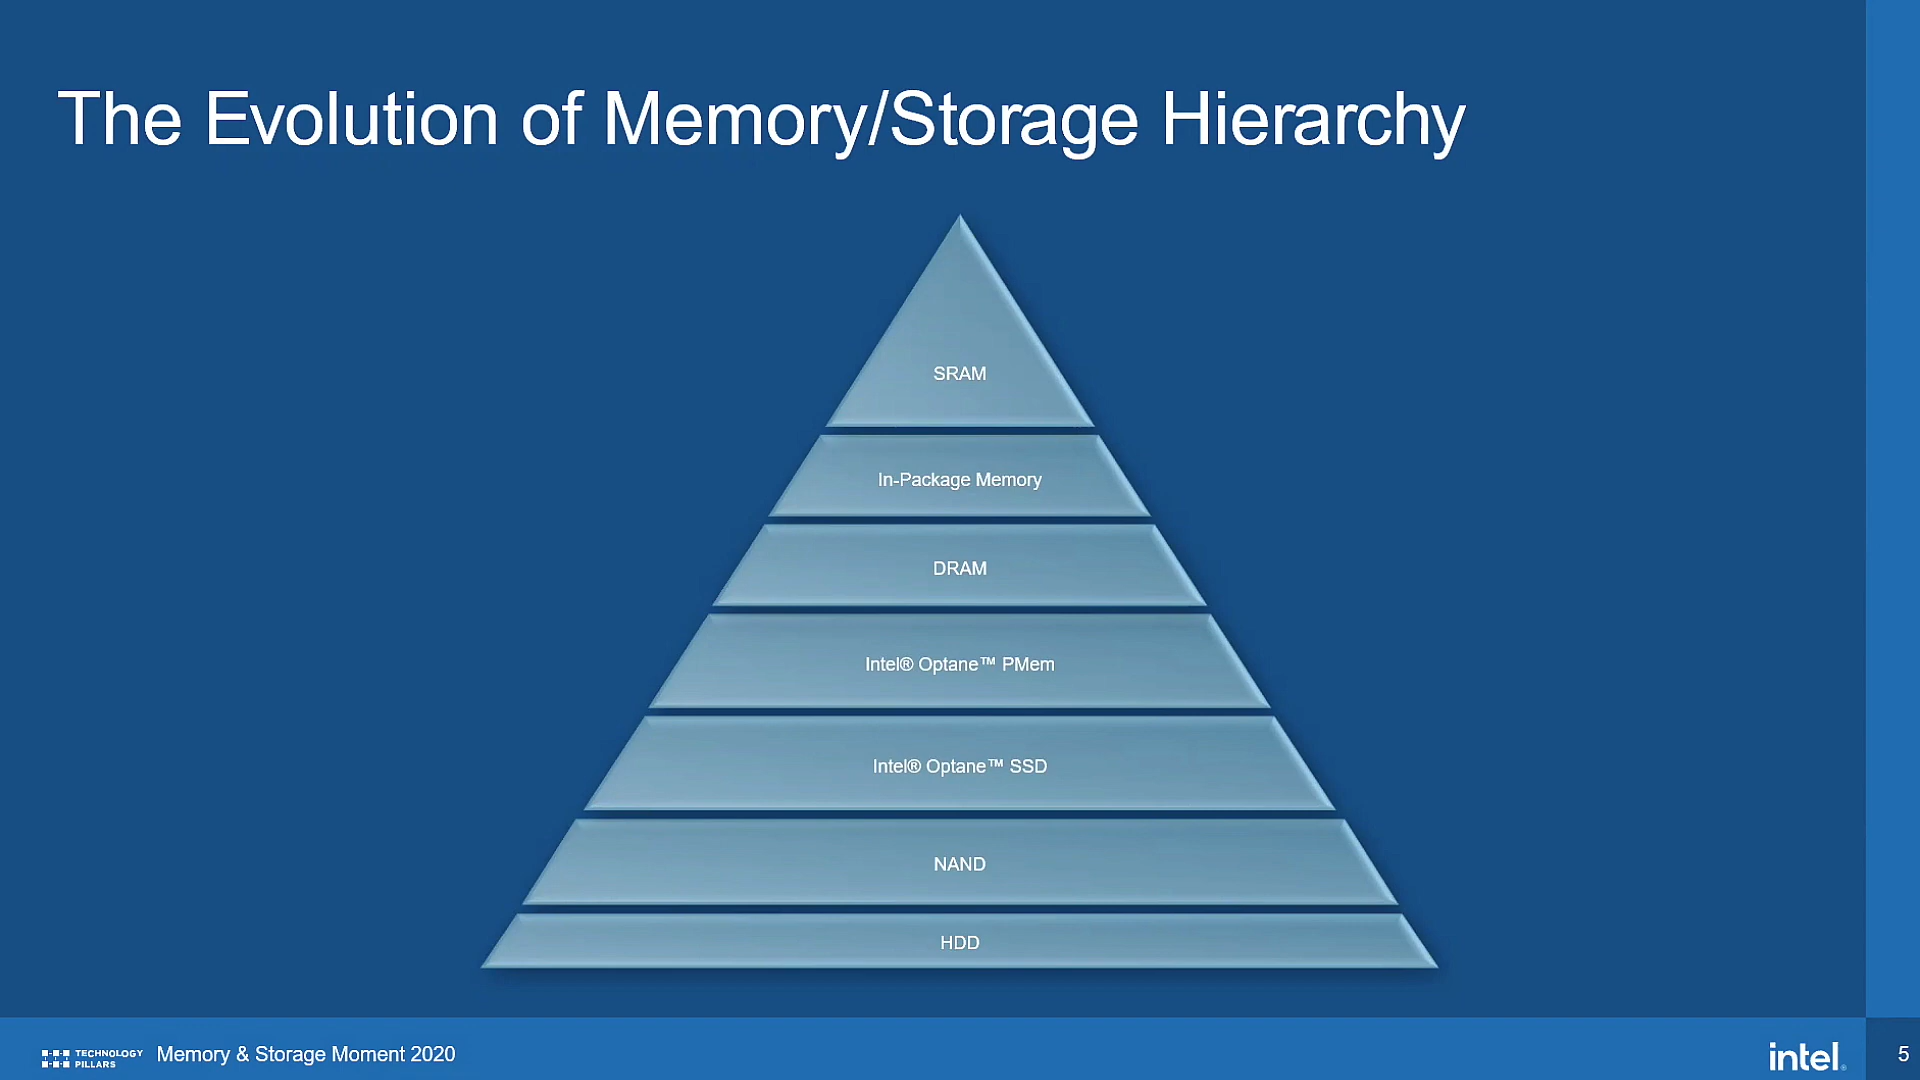 The Evolution of Memory/Storage Hierarchy
SRAM
In-Package Memory
DRAM
Intel® Optane™ PMem
Intel® Optane™ SSD
NAND
HDD
TECHNOLOGY
PILLARS
Memory & Storage Moment 2020
intel®
5